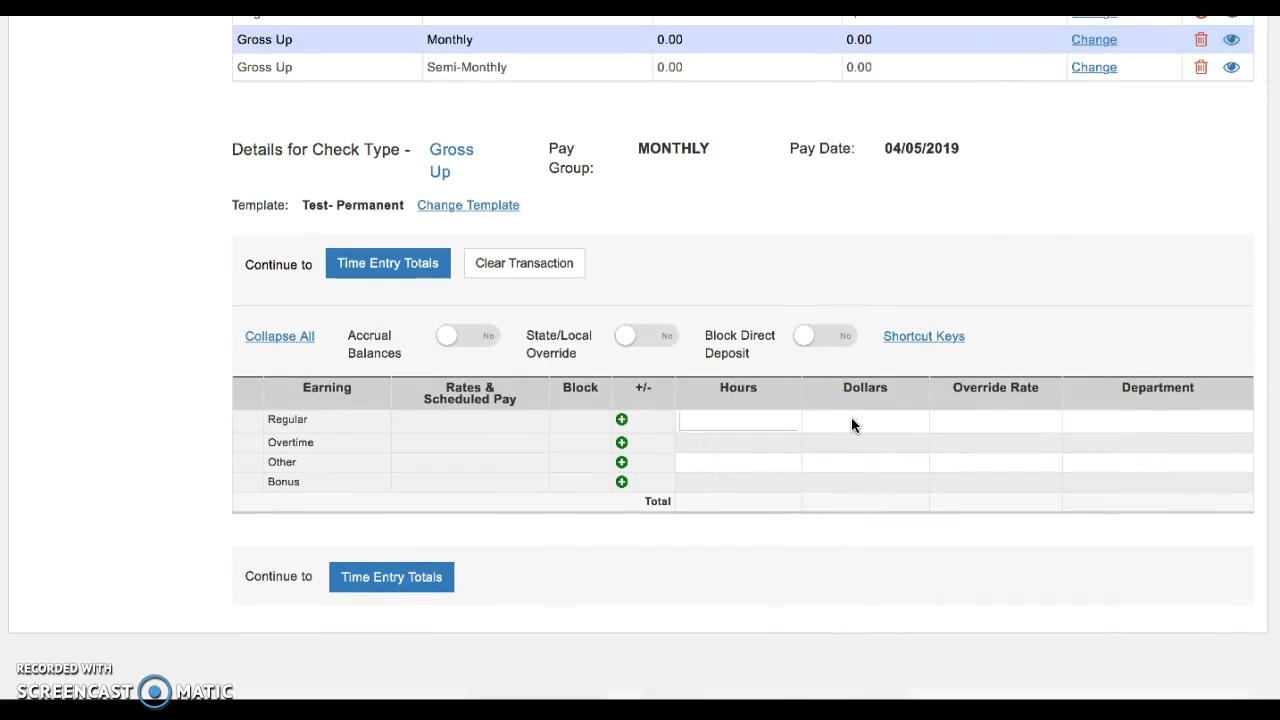 Gross Up Monthly 0.00 0.00 Change
Gross Up Semi-Monthly 0.00 0.00 Change
Details for Check Type - Gross Up Pay Group: MONTHLY Pay Date: 04/05/2019
Template: Test- Permanent Change Template
Continue to Time Entry Totals Clear Transaction
Collapse All Accrual Balances No State/Local Override No Block Direct Deposit No Shortcut Keys
Earning Rates & Scheduled Pay Block +/- Hours Dollars Override Rate Department
Regular
Overtime
Other
Bonus
Total
Continue to Time Entry Totals
RECORDED WITH
SCREENCAST MATIC